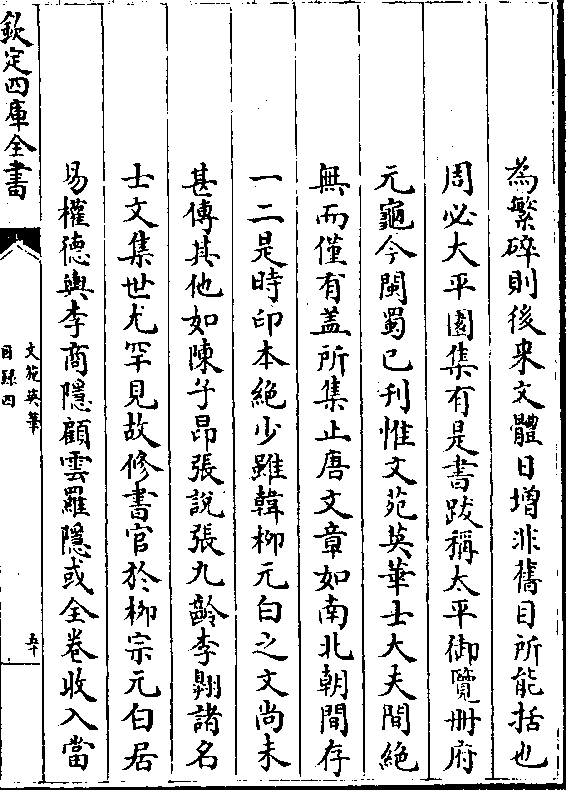 為繁碎則後来文體日增非舊目所能括也
周必大平園集有是書跋稱太平御覽册府
元龜今閩蜀已刊惟文苑英華士大夫間絶
無而僅有盖所集止唐文章如南北朝間存
一二是時印本絶少雖韓柳元白之文尚未
甚傳其他如陳子昂張說張九齡李翺諸名
士文集世尤罕見故修書官於柳宗元白居
易權德輿李商隱顧雲羅隱或全卷收入當
欽定四庫全書
文苑英華
目録四